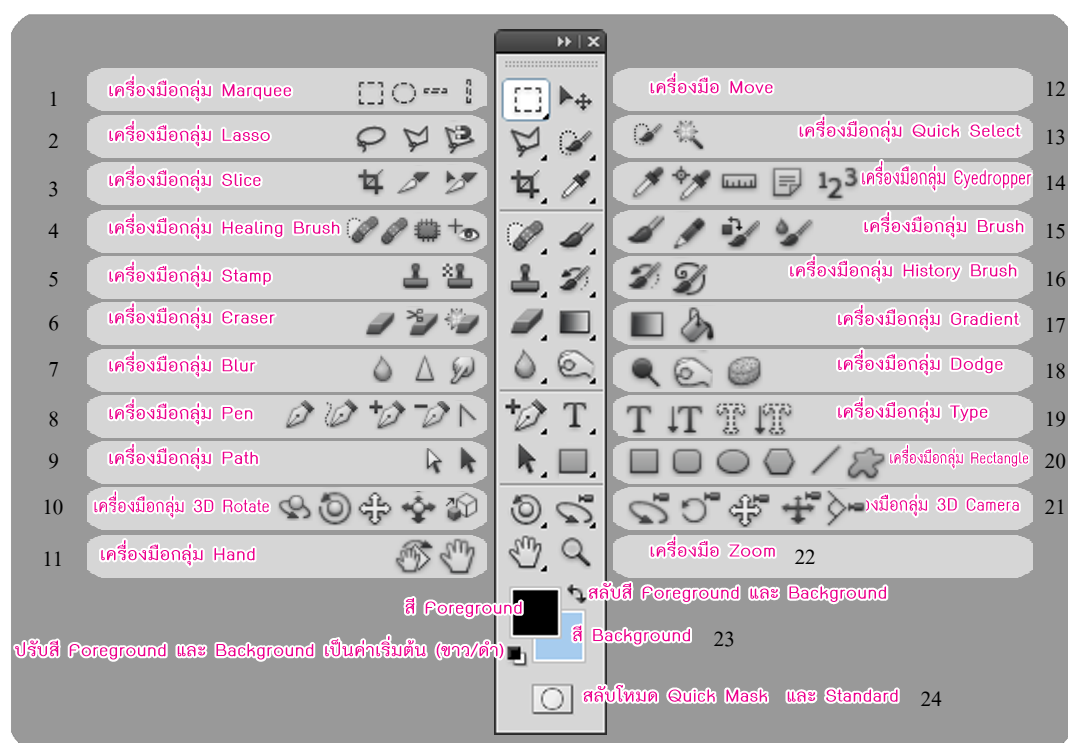 1 เครื่องมือกลุ่ม Marquee
เครื่องมือ Move 12
2 เครื่องมือกลุ่ม Lasso
เครื่องมือกลุ่ม Quick Select 13
3 เครื่องมือกลุ่ม Slice
เครื่องมือกลุ่ม Eyedropper 14
4 เครื่องมือกลุ่ม Healing Brush
เครื่องมือกลุ่ม Brush 15
5 เครื่องมือกลุ่ม Stamp
เครื่องมือกลุ่ม History Brush 16
6 เครื่องมือกลุ่ม Eraser
เครื่องมือกลุ่ม Gradient 17
7 เครื่องมือกลุ่ม Blur
เครื่องมือกลุ่ม Dodge 18
8 เครื่องมือกลุ่ม Pen
เครื่องมือกลุ่ม Type 19
9 เครื่องมือกลุ่ม Path
เครื่องมือกลุ่ม Rectangle 20
10 เครื่องมือกลุ่ม 3D Rotate
องมือกลุ่ม 3D Camera 21
11 เครื่องมือกลุ่ม Hand
เครื่องมือ Zoom 22
สลับสี Foreground และ Background
สี Foreground
สี Background 23
ปรับสี Foreground และ Background เป็นค่าเริ่มต้น (ขาว/ดำ)
สลับโหมด Quick Mask และ Standard 24